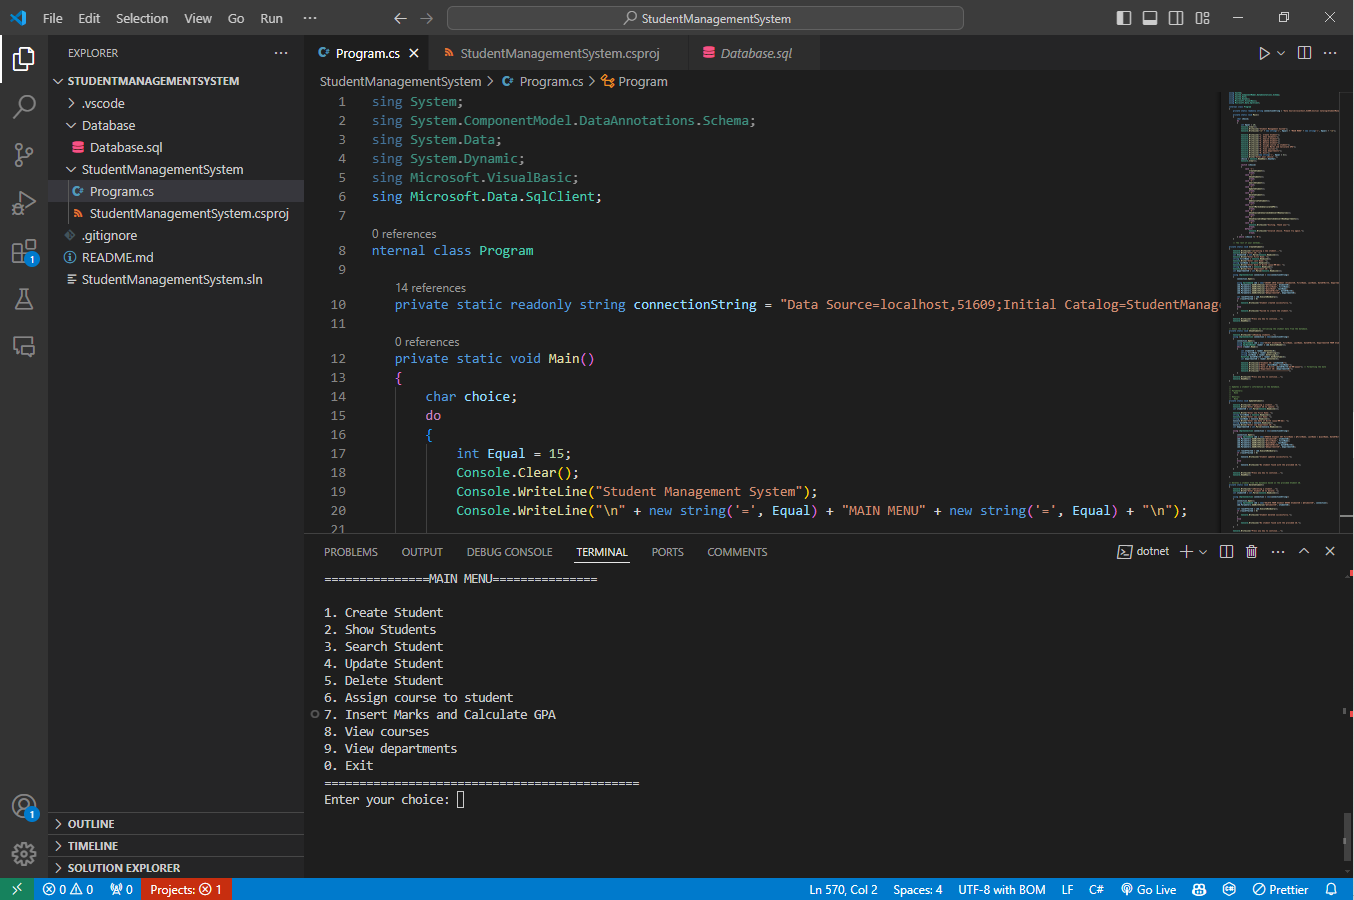 File Edit Selection View Go Run ··· StudentManagementSystem
EXPLORER ···
STUDENTMANAGEMENTSYSTEM
.vscode
Database
Database.sql
StudentManagementSystem
Program.cs
StudentManagementSystem.csproj
.gitignore
README.md
StudentManagementSystem.sln
OUTLINE
TIMELINE
SOLUTION EXPLORER
1
1
Program.cs StudentManagementSystem.csproj Database.sql
StudentManagementSystem > Program.cs > Program
1 sing System;
2 sing System.ComponentModel.DataAnnotations.Schema;
3 sing System.Data;
4 sing System.Dynamic;
5 sing Microsoft.VisualBasic;
6 sing Microsoft.Data.SqlClient;
7
0 references
8 nternal class Program
9
14 references
10 private static readonly string connectionString = "Data Source=localhost,51609;Initial Catalog=StudentManage
11
0 references
12 private static void Main()
13 {
14 char choice;
15 do
16 {
17 int Equal = 15;
18 Console.Clear();
19 Console.WriteLine("Student Management System");
20 Console.WriteLine("\n" + new string('=', Equal) + "MAIN MENU" + new string('=', Equal) + "\n");
21
PROBLEMS OUTPUT DEBUG CONSOLE TERMINAL PORTS COMMENTS dotnet
===============MAIN MENU===============
1. Create Student
2. Show Students
3. Search Student
4. Update Student
5. Delete Student
6. Assign course to student
7. Insert Marks and Calculate GPA
8. View courses
9. View departments
0. Exit
=============================================
Enter your choice:
0 0 0 Projects: 1 Ln 570, Col 2 Spaces: 4 UTF-8 with BOM LF C# Go Live Prettier